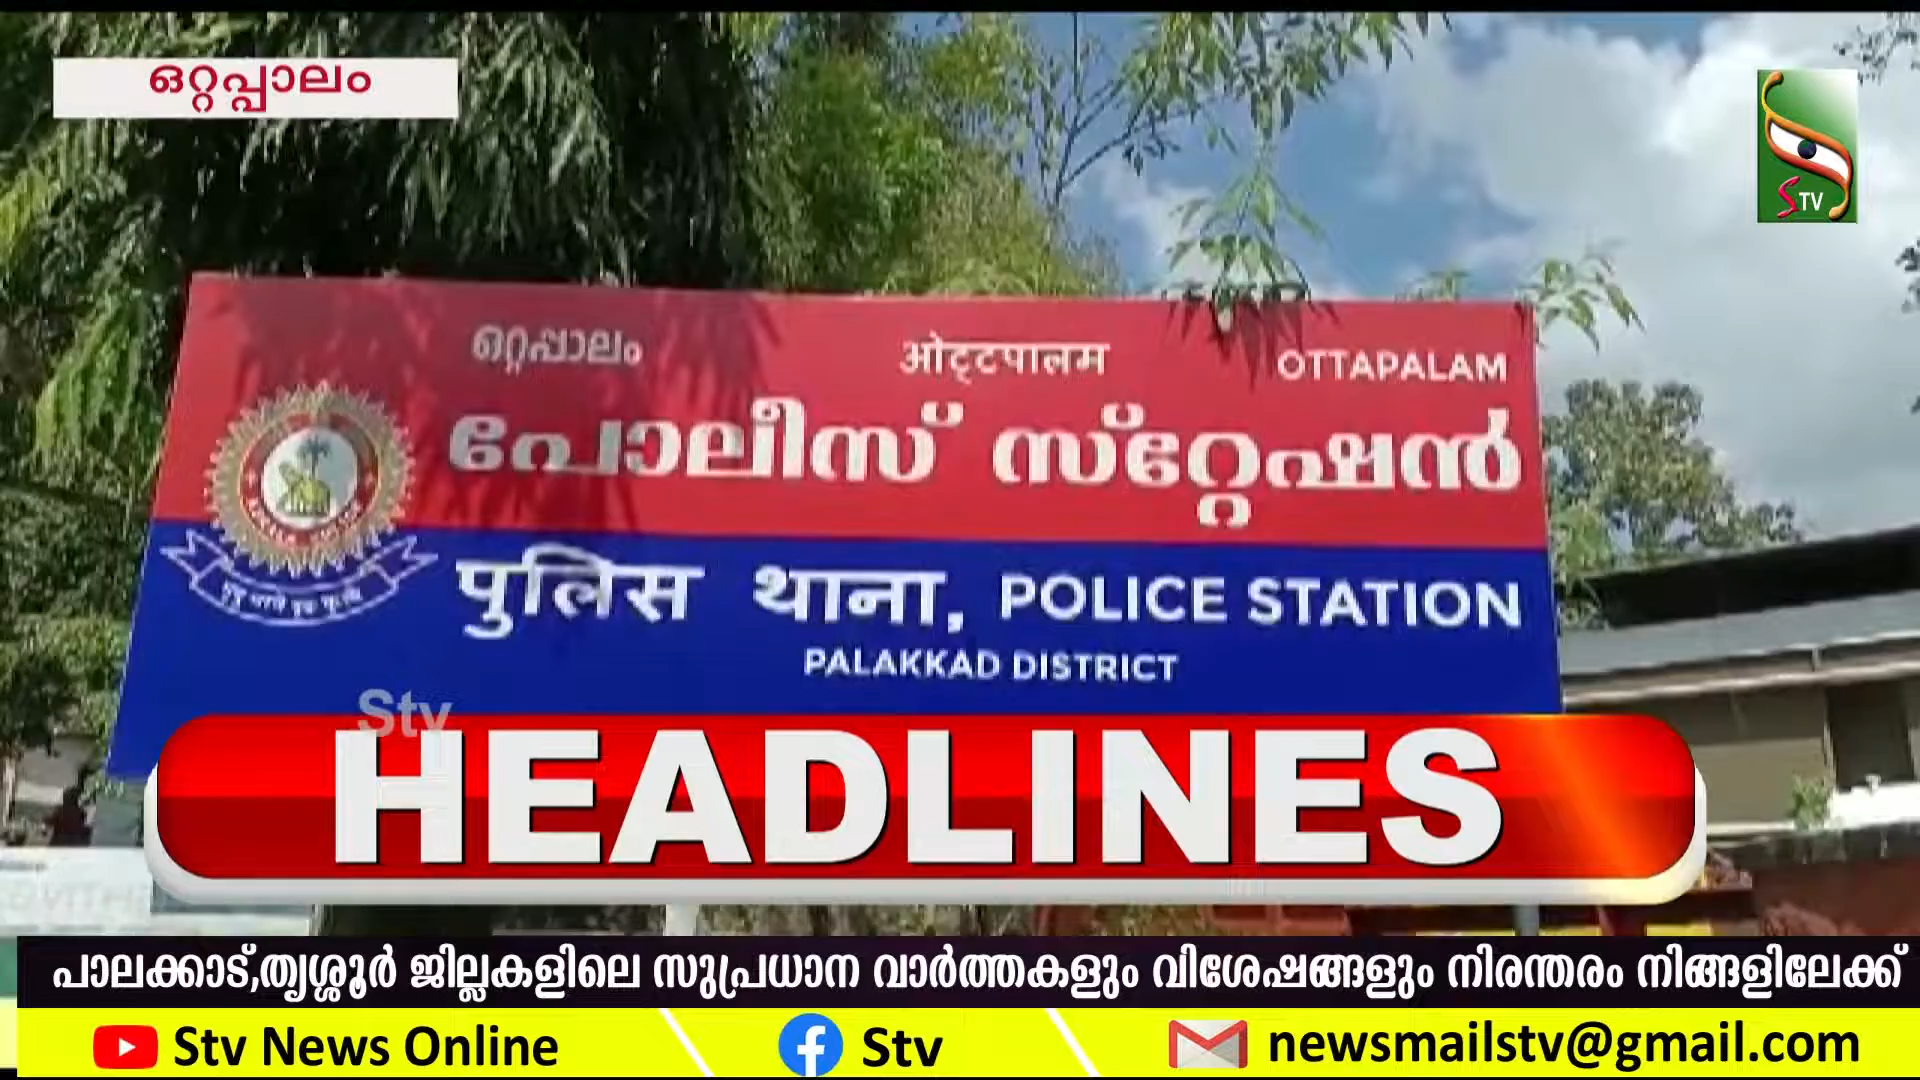 ഒറ്റപ്പാലം
STV
ഒറ്റപ്പാലം ओट्टपालम OTTAPALAM
പോലീസ് സ്റ്റേഷൻ
पुलिस थाना, POLICE STATION
PALAKKAD DISTRICT
Stv
HEADLINES
പാലക്കാട്,തൃശ്ശൂർ ജില്ലകളിലെ സുപ്രധാന വാർത്തകളും വിശേഷങ്ങളും നിരന്തരം നിങ്ങളിലേക്ക്
Stv News Online Stv newsmailstv@gmail.com